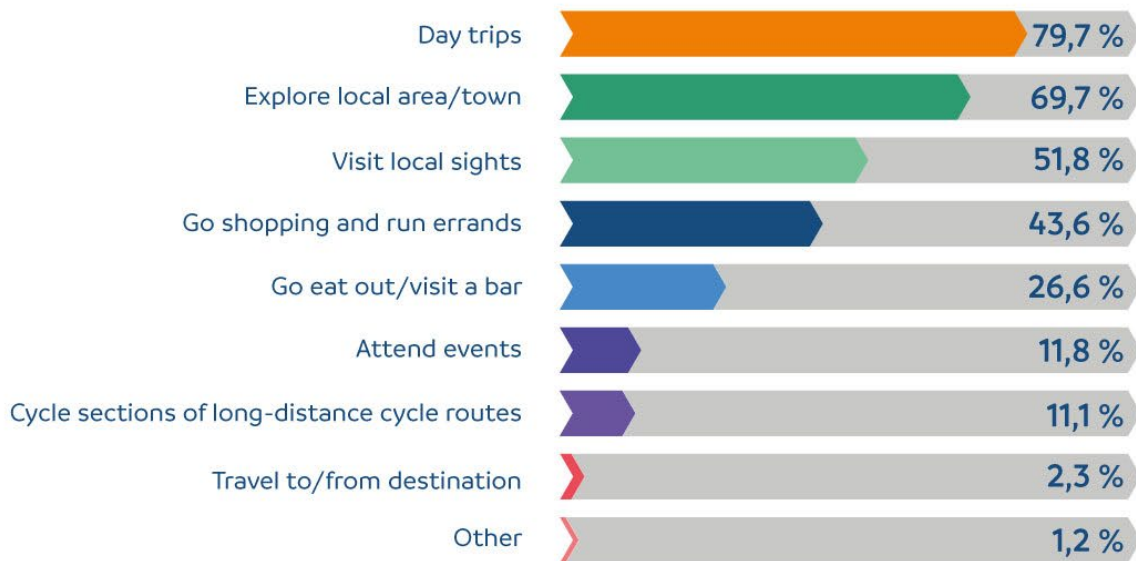 Day trips 79,7 %
Explore local area/town 69,7 %
Visit local sights 51,8 %
Go shopping and run errands 43,6 %
Go eat out/visit a bar 26,6 %
Attend events 11,8 %
Cycle sections of long-distance cycle routes 11,1 %
Travel to/from destination 2,3 %
Other 1,2 %